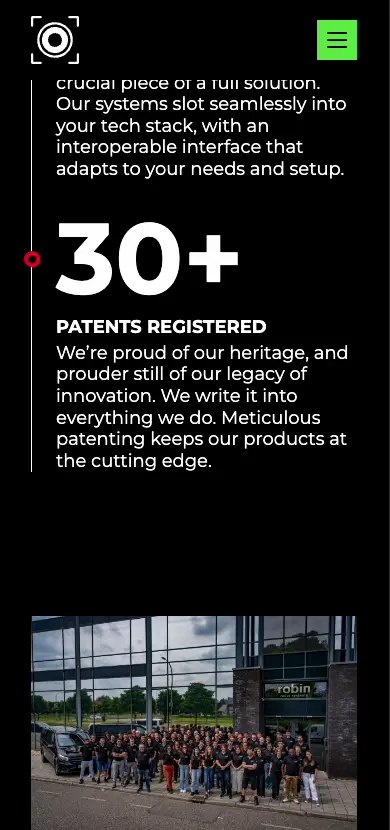 crucial piece of a full solution.
Our systems slot seamlessly into
your tech stack, with an
interoperable interface that
adapts to your needs and setup.
30+
PATENTS REGISTERED
We’re proud of our heritage, and
prouder still of our legacy of
innovation. We write it into
everything we do. Meticulous
patenting keeps our products at
the cutting edge.
robin